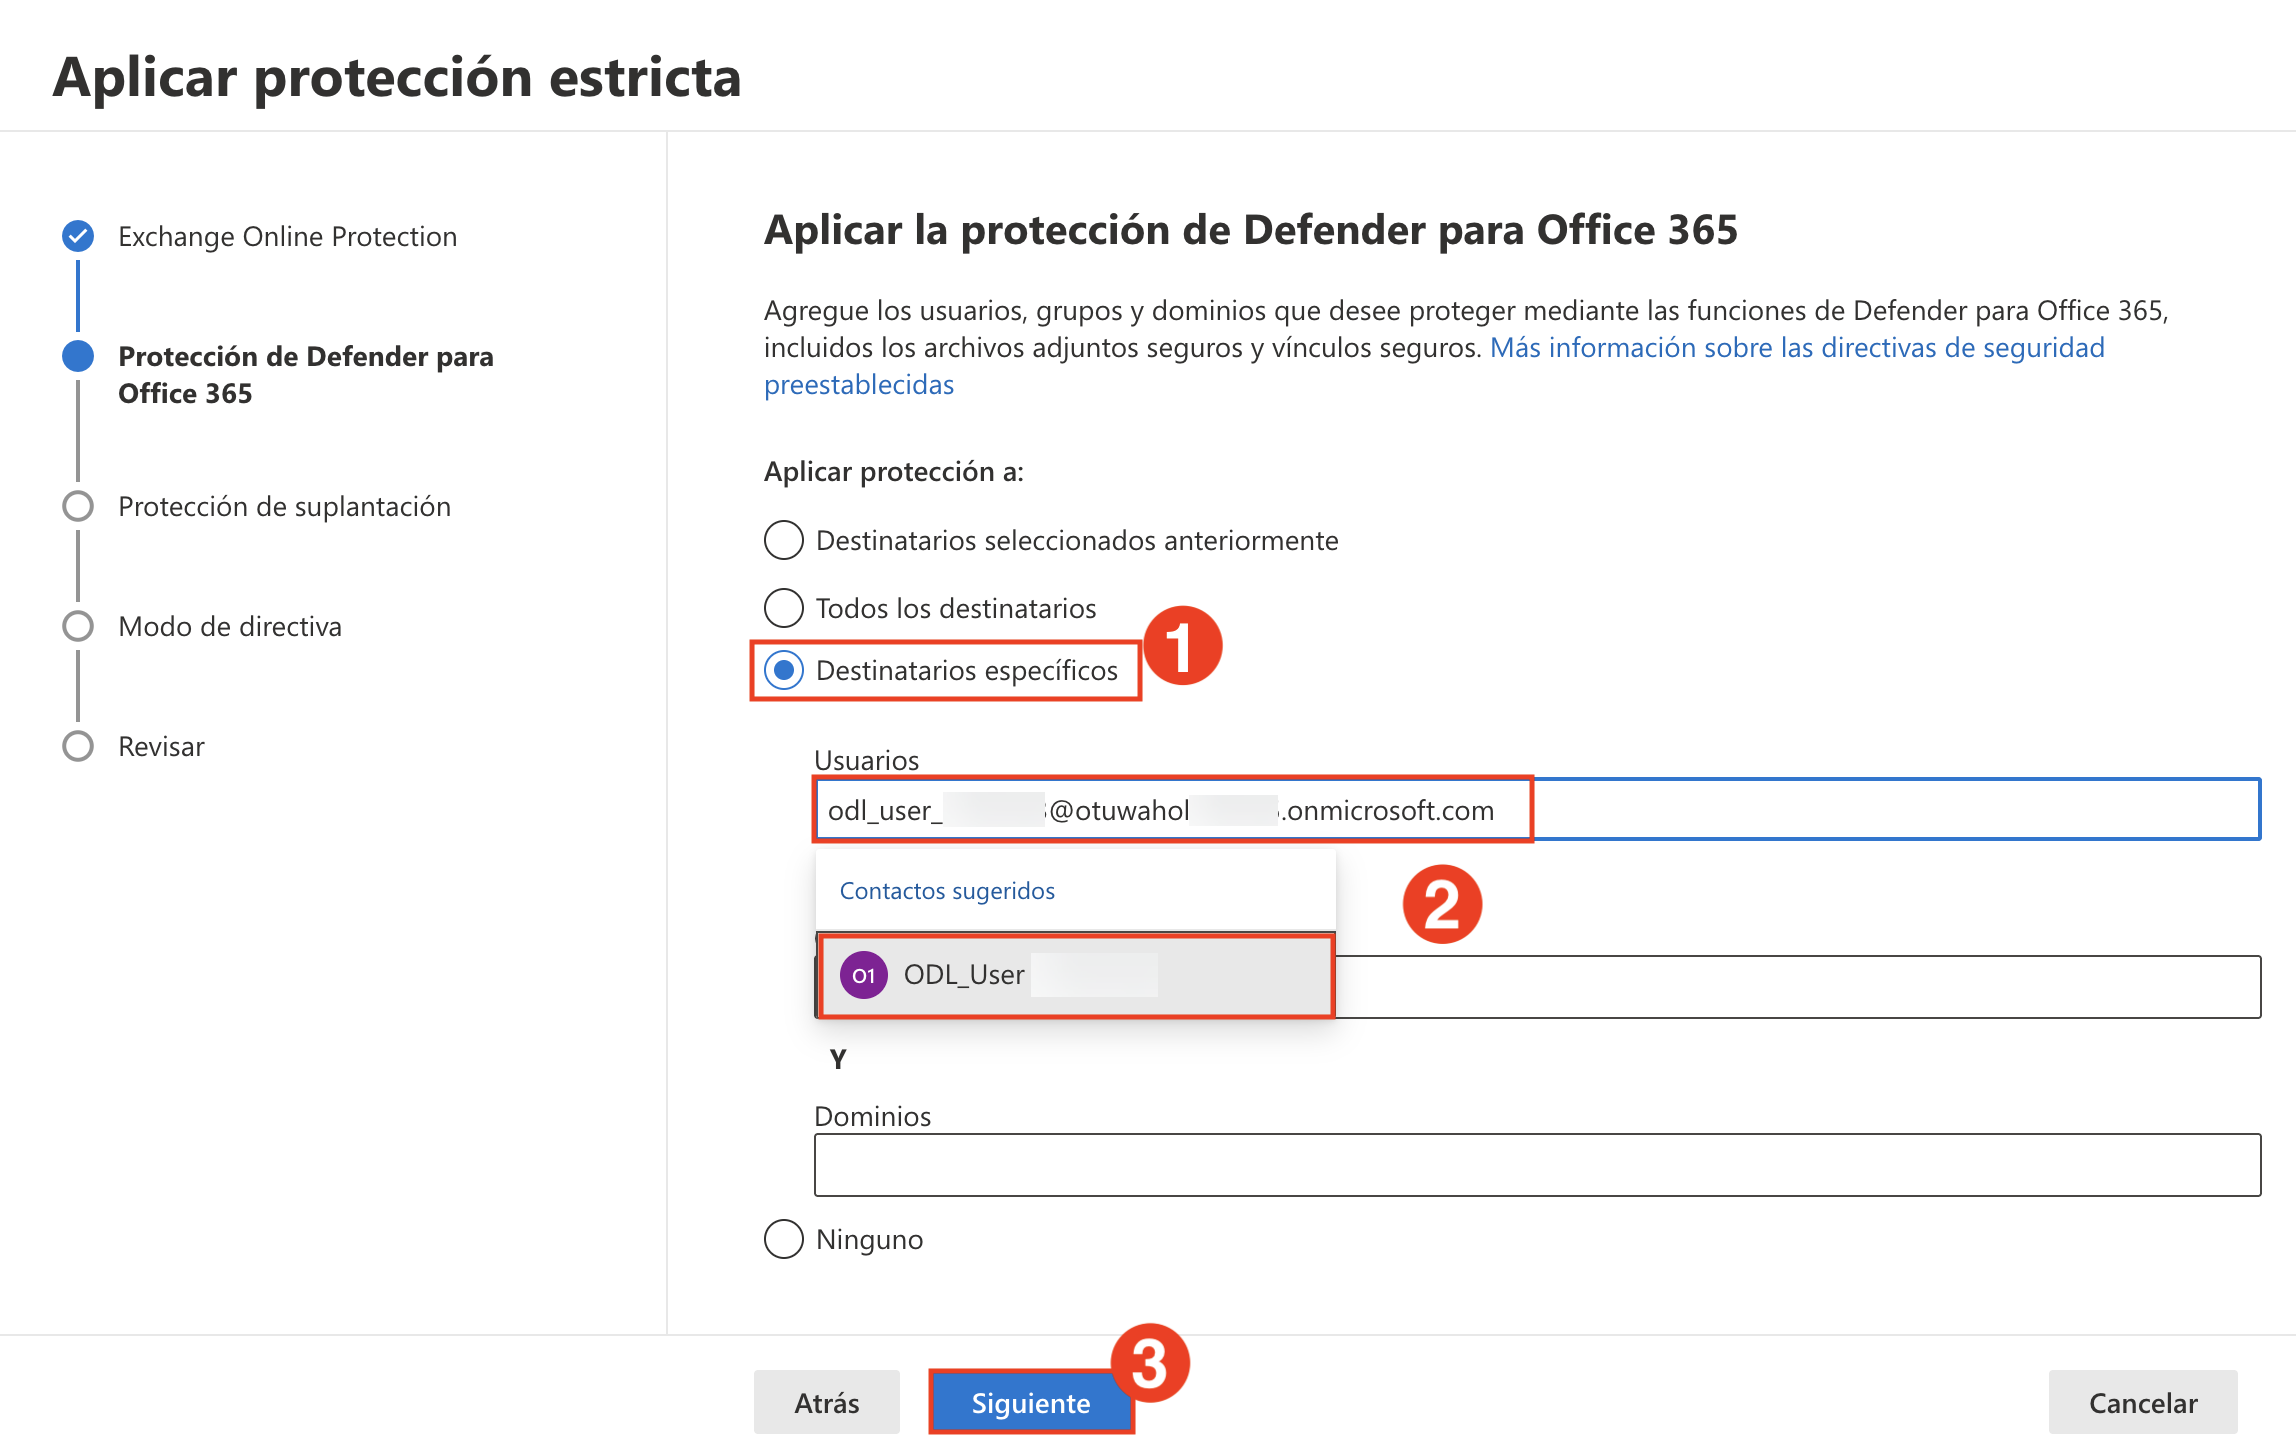 Aplicar protección estricta
Exchange Online Protection
Protección de Defender para
Office 365
Protección de suplantación
Modo de directiva
Revisar
Aplicar la protección de Defender para Office 365
Agregue los usuarios, grupos y dominios que desee proteger mediante las funciones de Defender para Office 365,
incluidos los archivos adjuntos seguros y vínculos seguros. Más información sobre las directivas de seguridad
preestablecidas
Aplicar protección a:
Destinatarios seleccionados anteriormente
Todos los destinatarios
1
Destinatarios específicos
Usuarios
odl_user_ @otuwahol .onmicrosoft.com
Contactos sugeridos
2
O1 ODL_User
Y
Dominios
Ninguno
3
Atrás
Siguiente
Cancelar